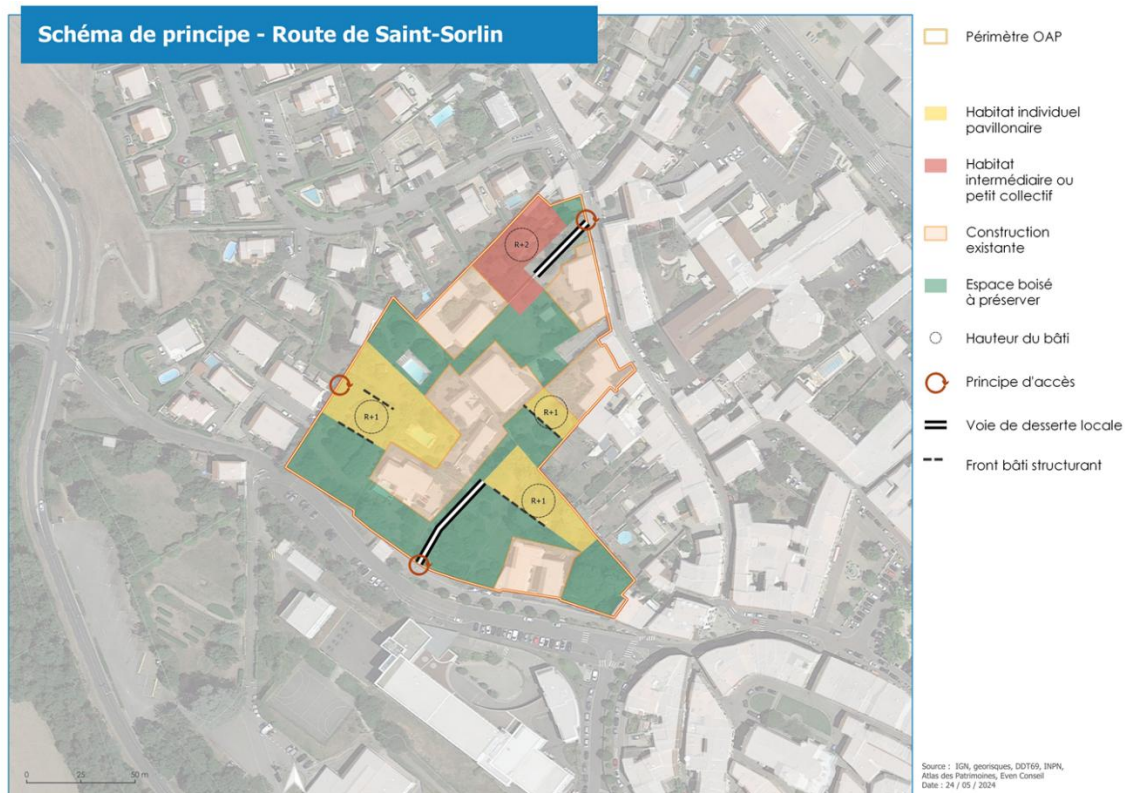 Schéma de principe - Route de Saint-Sorlin
Périmètre OAP
Habitat individuel
pavillonaire
Habitat
intermédiaire ou
petit collectif
Construction
existante
Espace boisé
à préserver
Hauteur du bâti
Principe d'accès
Voie de desserte locale
Front bâti structurant
R+2
R+1
R+1
R+1
0 25 50 m
Source : IGN, georisques, DDT69, INPN,
Atlas des Patrimoines, Even Conseil
Date : 24 / 05 / 2024